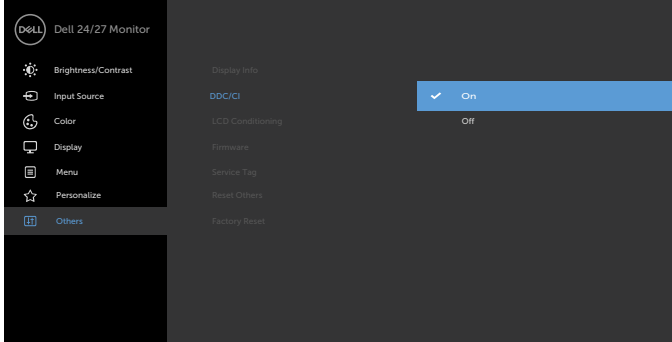 DELL Dell 24/27 Monitor
Brightness/Contrast Display Info
Input Source DDC/CI On
Color LCD Conditioning Off
Display Firmware
Menu Service Tag
Personalize Reset Others
Others Factory Reset